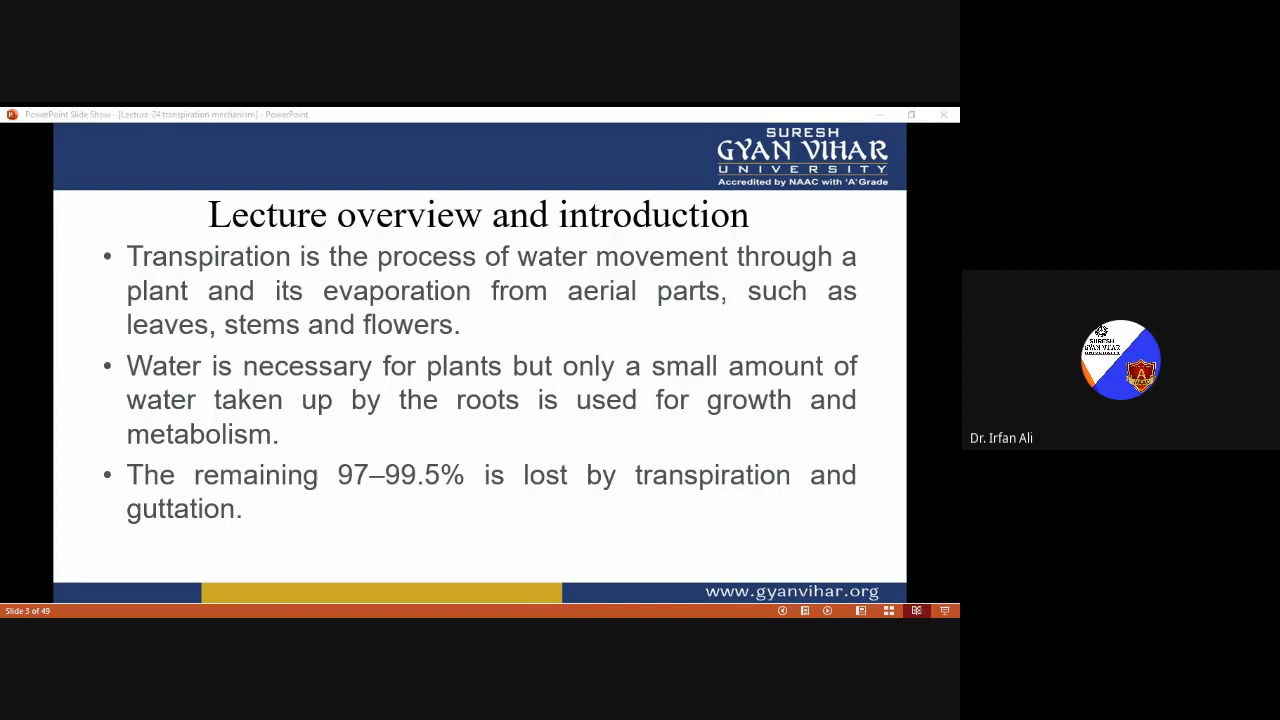 PowerPoint Slide Show - [Lecture-24 transpiration mechanism] - PowerPoint
SURESH
GYAN VIHAR
UNIVERSITY
Accredited by NAAC with 'A' Grade
Lecture overview and introduction
• Transpiration is the process of water movement through a
plant and its evaporation from aerial parts, such as
leaves, stems and flowers.
• Water is necessary for plants but only a small amount of
water taken up by the roots is used for growth and
metabolism.
• The remaining 97–99.5% is lost by transpiration and
guttation.
www.gyanvihar.org
Slide 3 of 49
SURESH
GYAN VIHAR
A
Dr. Irfan Ali